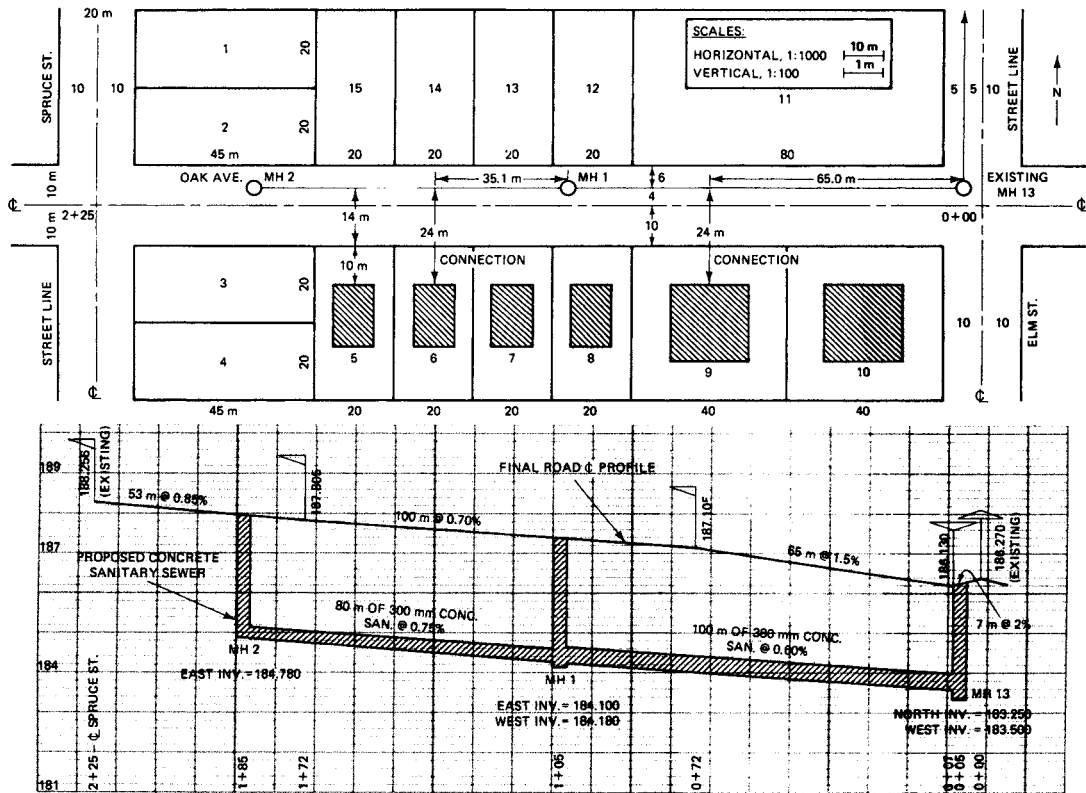 20 m
SPRUCE ST.
10
10
1
20
2
20
45 m
15
14
13
12
20
20
20
20
SCALES:
HORIZONTAL, 1:1000
10 m
VERTICAL, 1:100
1 m
11
80
5
5
10
STREET LINE
N
OAK AVE.
MH 2
35.1 m
MH 1
6
4
65.0 m
EXISTING
MH 13
℄
10 m
10 m
2+25
14 m
24 m
10
24 m
0+00
℄
STREET LINE
3
20
4
20
℄
45 m
10 m
CONNECTION
CONNECTION
5
6
7
8
9
10
20
20
20
20
40
40
10
10
℄
ELM ST.
189
187
184
181
188.256
(EXISTING)
53 m @ 0.85%
187.805
100 m @ 0.70%
FINAL ROAD ℄ PROFILE
187.105
65 m @ 1.5%
186.130
186.270
(EXISTING)
7 m @ 2%
PROPOSED CONCRETE
SANITARY SEWER
80 m OF 300 mm CONC.
SAN. @ 0.75%
100 m OF 380 mm CONC.
SAN. @ 0.60%
MH 2
EAST INV. = 184.780
MH 1
EAST INV. = 184.100
WEST INV. = 184.180
MH 13
NORTH INV. = 183.250
WEST INV. = 183.500
2 + 25 - ℄ SPRUCE ST.
1 + 85
1 + 72
1 + 05
0 + 72
0 + 07
0 + 05
0 + 00